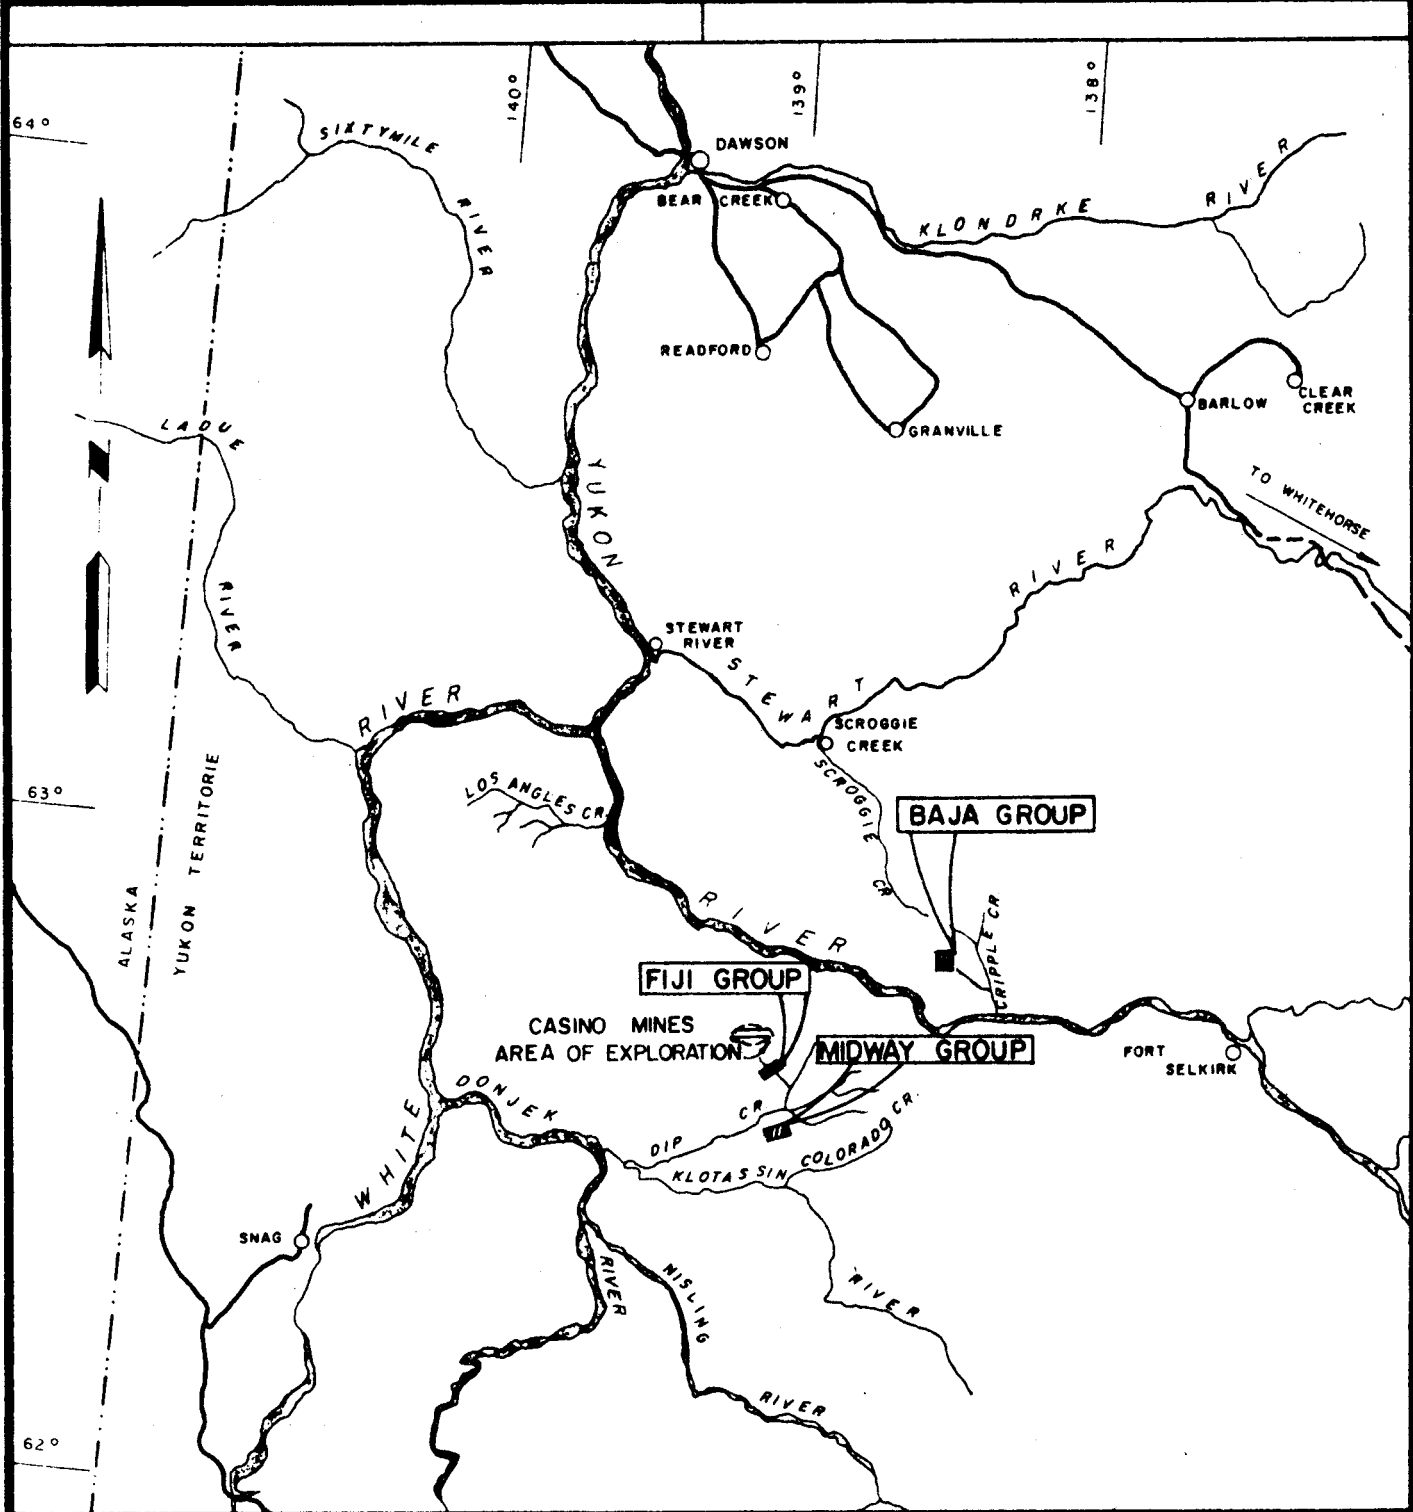 140°
139°
138°
64°
SIXTYMILE
RIVER
DAWSON
BEAR CREEK
KLONDRKE RIVER
READFORD
LADUE
RIVER
GRANVILLE
BARLOW
CLEAR
CREEK
YUKON
TO WHITEHORSE
RIVER
STEWART
RIVER
STEWART
RIVER
SCROGGIE
CREEK
SCROGGIE
CR
63°
YUKON TERRITORIE
ALASKA
LOS ANGLES CR.
BAJA GROUP
RIVER
CRIPPLE CR.
FIJI GROUP
CASINO MINES
AREA OF EXPLORATION
MIDWAY GROUP
FORT
SELKIRK
DONJEK
WHITE
DIP CR
KLOTASSIN
COLORADO CR.
SNAG
RIVER
NISLING
RIVER
RIVER
62°
N